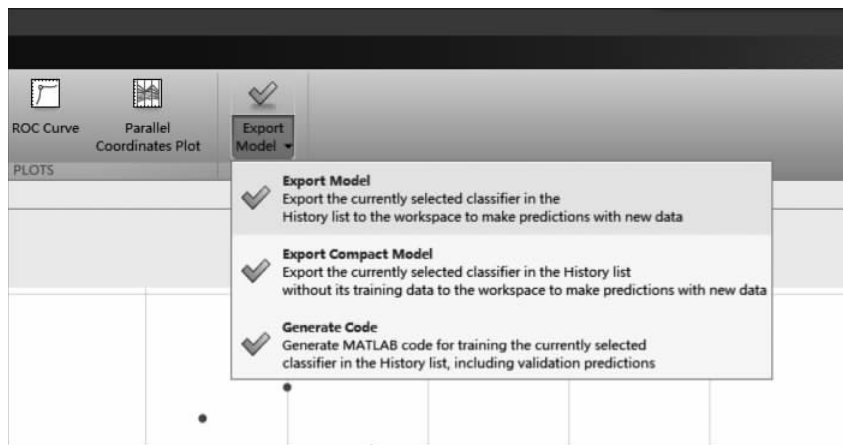 ROC Curve
Parallel
Coordinates Plot
Export
Model
PLOTS
Export Model
Export the currently selected classifier in the
History list to the workspace to make predictions with new data
Export Compact Model
Export the currently selected classifier in the History list
without its training data to the workspace to make predictions with new data
Generate Code
Generate MATLAB code for training the currently selected
classifier in the History list, including validation predictions